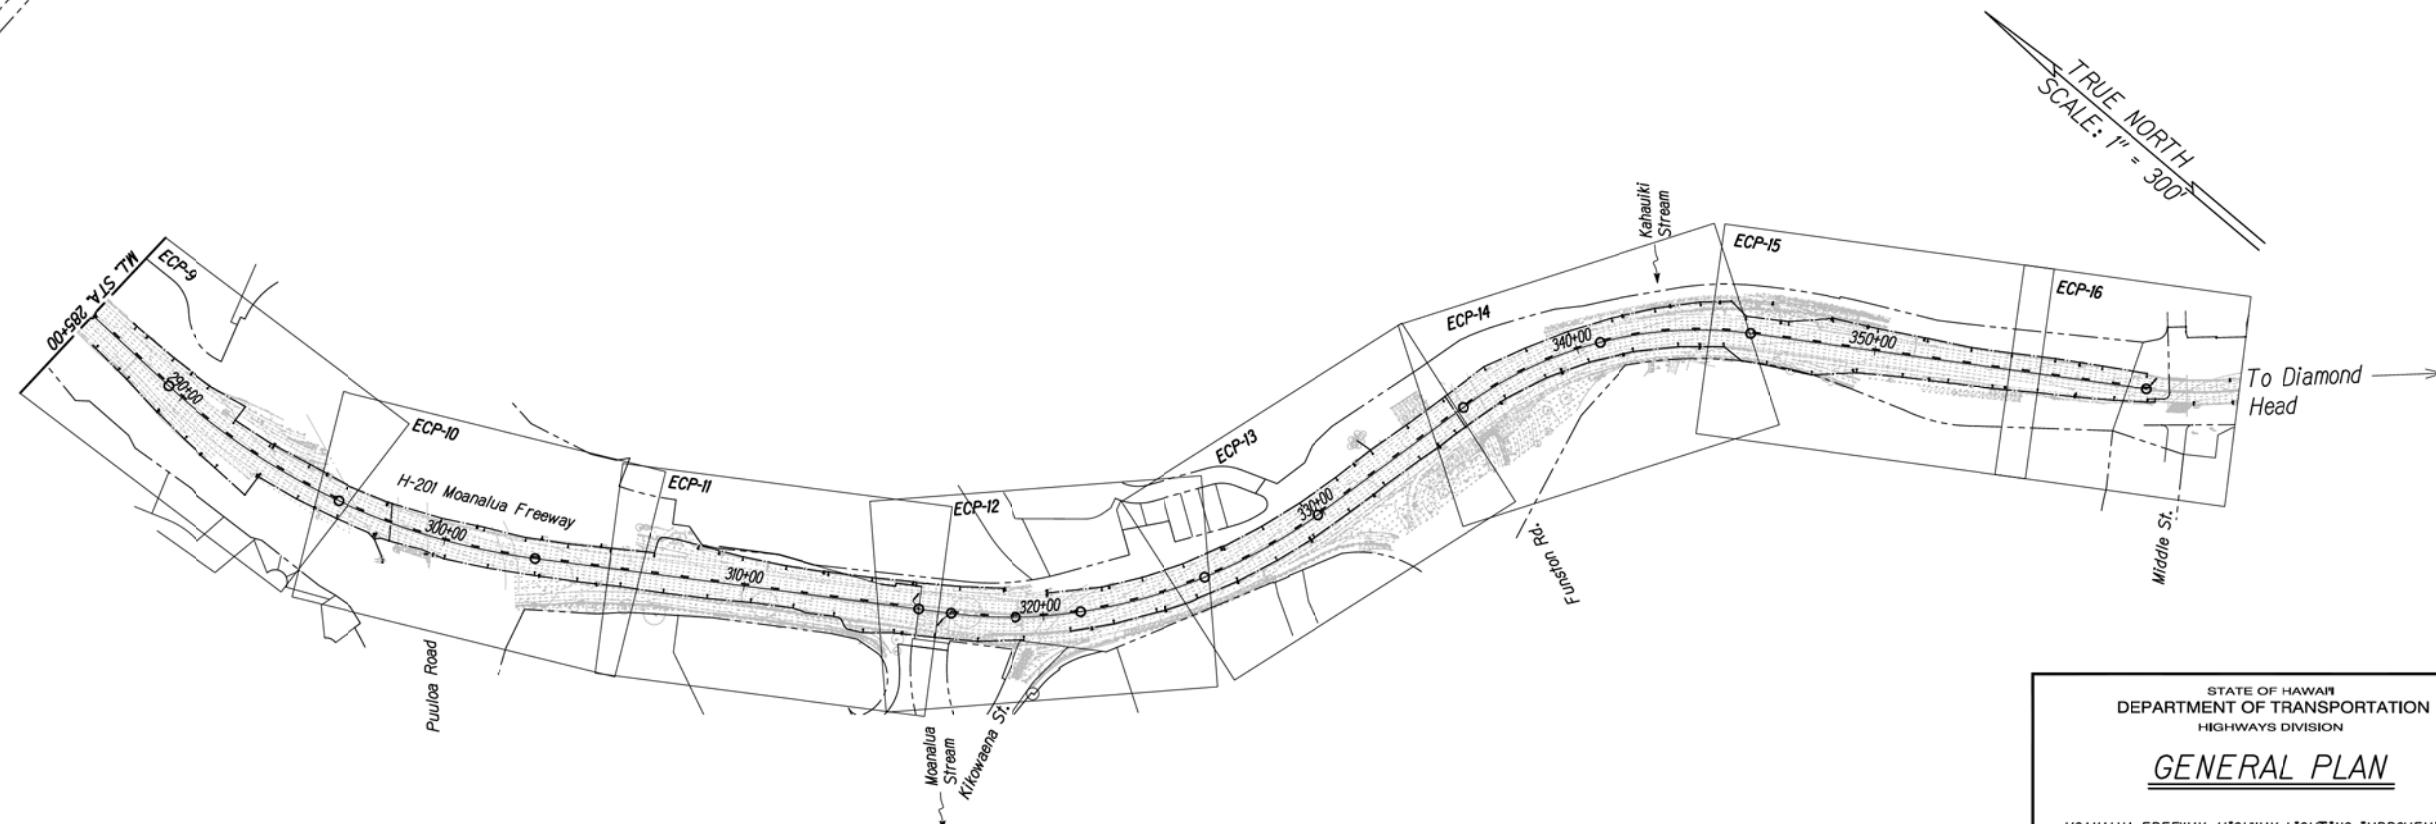 TRUE NORTH
SCALE: 1" = 300'
M.L. STA. 285+00
ECP-9
290+00
ECP-10
H-201 Moanalua Freeway
300+00
Puuloa Road
ECP-11
310+00
ECP-12
320+00
Moanalua
Stream
Kikowaena St.
ECP-13
330+00
ECP-14
340+00
Kahauiki
Stream
Funston Rd.
ECP-15
350+00
ECP-16
Middle St.
To Diamond
Head
STATE OF HAWAII
DEPARTMENT OF TRANSPORTATION
HIGHWAYS DIVISION
GENERAL PLAN